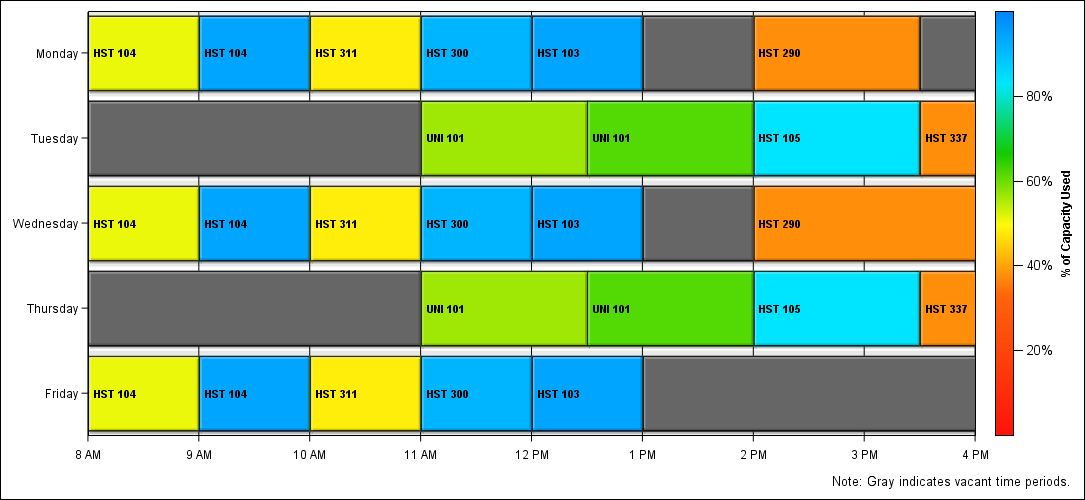 Monday HST 104 HST 104 HST 311 HST 300 HST 103 HST 290
80%
Tuesday UNI 101 UNI 101 HST 105 HST 337
60%
Wednesday HST 104 HST 104 HST 311 HST 300 HST 103 HST 290
% of Capacity Used
40%
Thursday UNI 101 UNI 101 HST 105 HST 337
20%
Friday HST 104 HST 104 HST 311 HST 300 HST 103
8 AM 9 AM 10 AM 11 AM 12 PM 1 PM 2 PM 3 PM 4 PM
Note: Gray indicates vacant time periods.